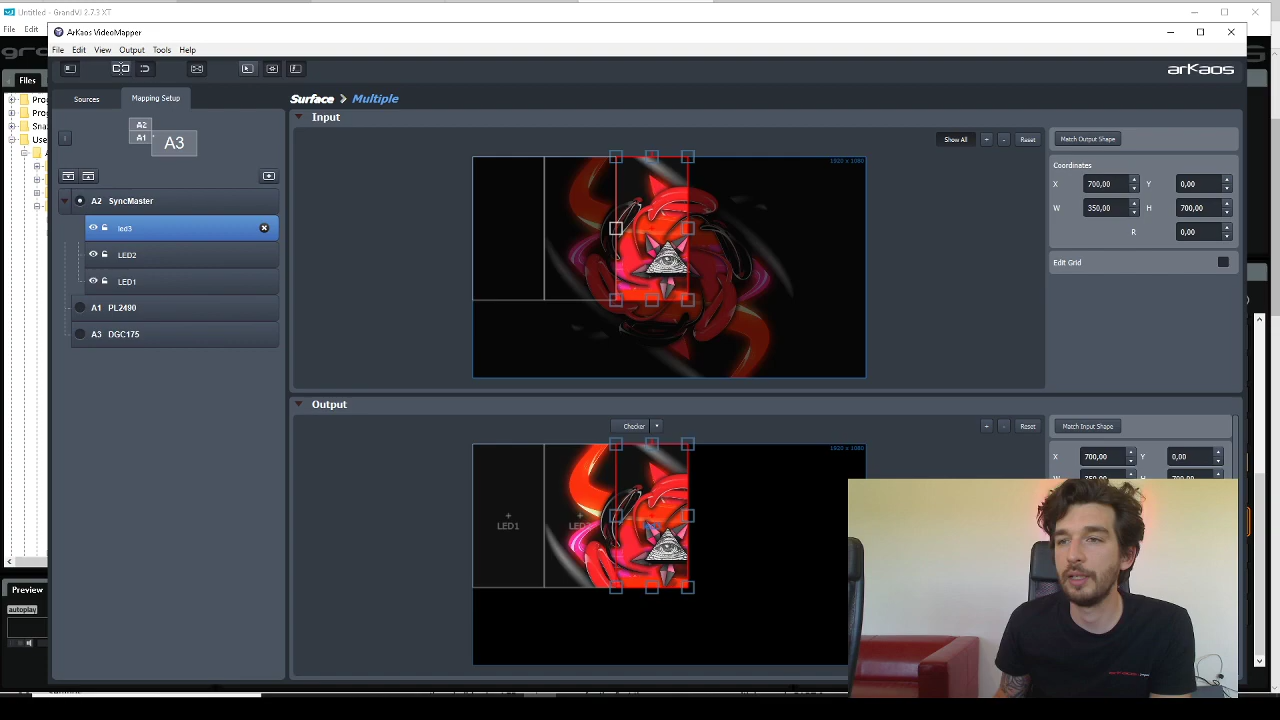 Untitled - GrandVJ 2.7.3 XT
File Edit
ArKaos VideoMapper
File Edit View Output Tools Help
arKaos
Files
Sources
Mapping Setup
Surface > Multiple
A2
A1
A3
Input
Show All
+
-
Reset
Match Output Shape
1920 x 1080
Coordinates
X 700,00 Y 0,00
W 350,00 H 700,00
R 0,00
Edit Grid
A2 SyncMaster
led3
LED2
LED1
A1 PL2490
A3 DGC175
Output
Checker
+
-
Reset
Match Input Shape
1920 x 1080
X 700,00 Y 0,00
LED1
Preview
autoplay